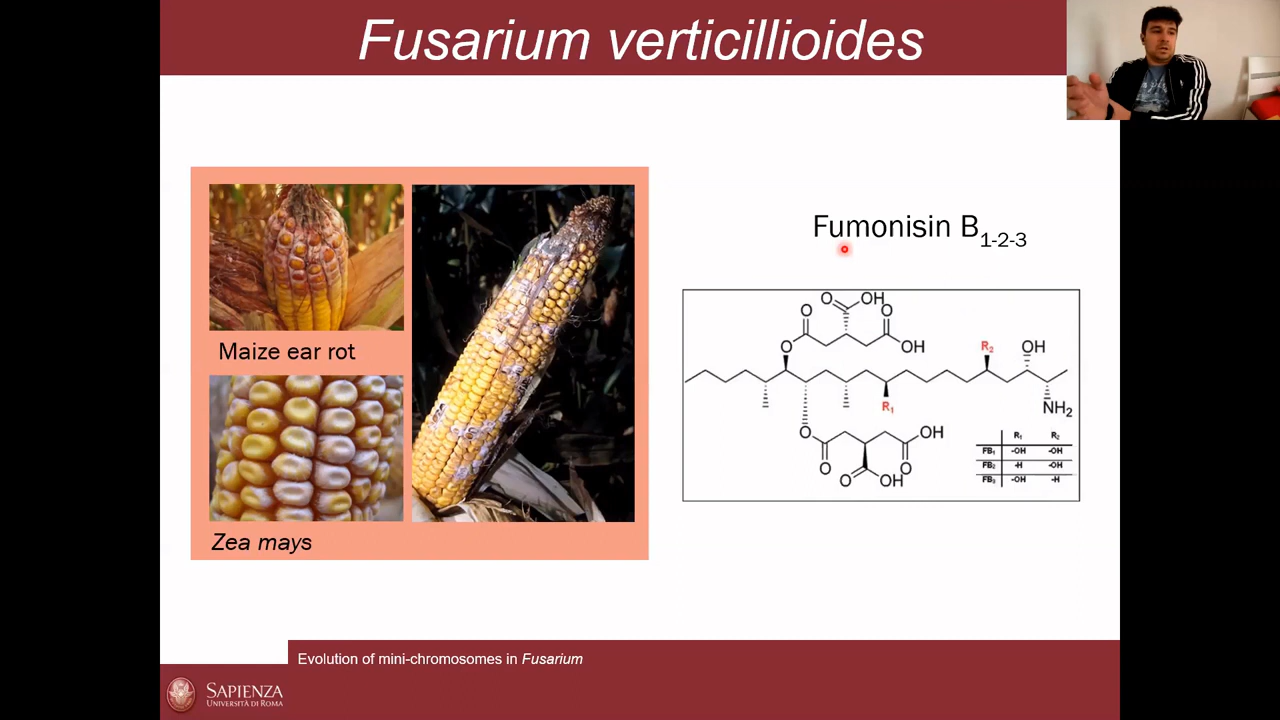 Fusarium verticillioides
Maize ear rot
Zea mays
Fumonisin B1-2-3
O OH
O O
O OH
R2 OH
R1 NH2
O OH
O O
O OH
R1 R2
FB1 -OH -OH
FB2 -H -OH
FB3 -OH -H
Evolution of mini-chromosomes in Fusarium
SAPIENZA
UNIVERSITÀ DI ROMA